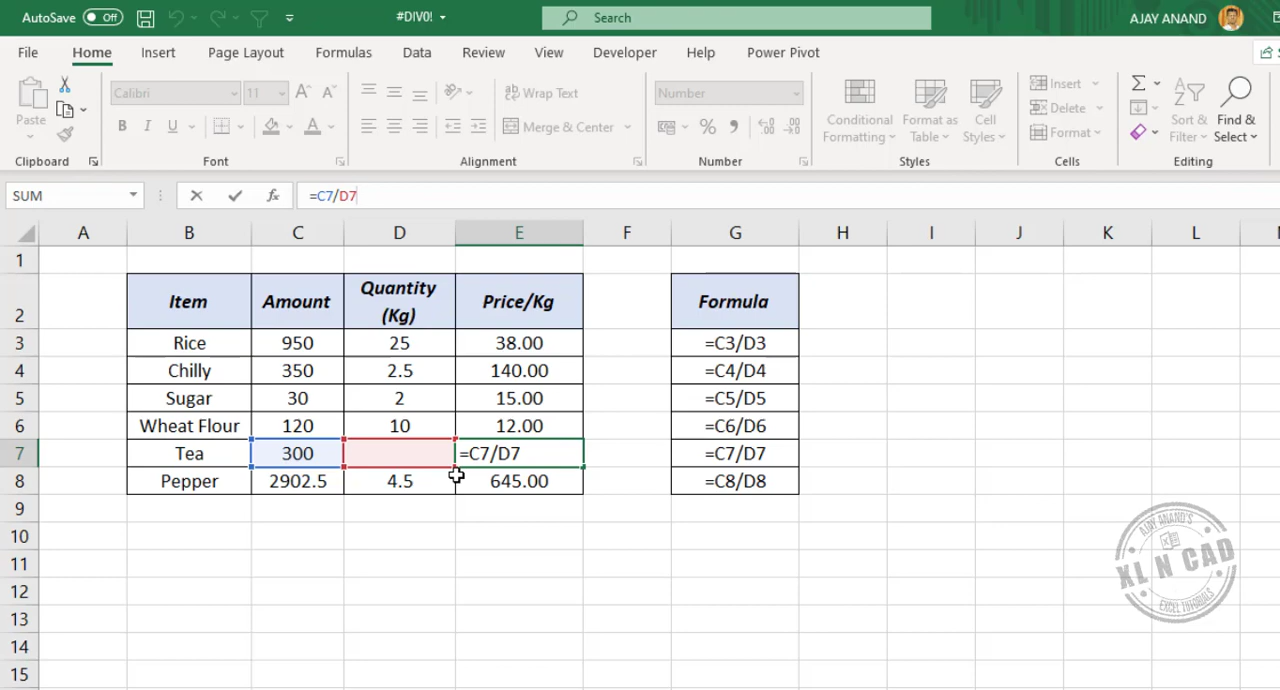 AutoSave Off #DIV0! Search AJAY ANAND
File Home Insert Page Layout Formulas Data Review View Developer Help Power Pivot
Paste Calibri 11 Wrap Text Number Conditional Formatting Format as Table Cell Styles Insert Sort & Filter Find & Select
B I U Merge & Center % Delete
Format
Clipboard Font Alignment Number Styles Cells Editing
SUM =C7/D7
A B C D E F G H I J K L
1
2 Item Amount Quantity (Kg) Price/Kg Formula
3 Rice 950 25 38.00 =C3/D3
4 Chilly 350 2.5 140.00 =C4/D4
5 Sugar 30 2 15.00 =C5/D5
6 Wheat Flour 120 10 12.00 =C6/D6
7 Tea 300 =C7/D7 =C7/D7
8 Pepper 2902.5 4.5 645.00 =C8/D8
9
10
11
12
13
14
15
AJAY ANAND'S
XL N CAD
EXCEL TUTORIALS